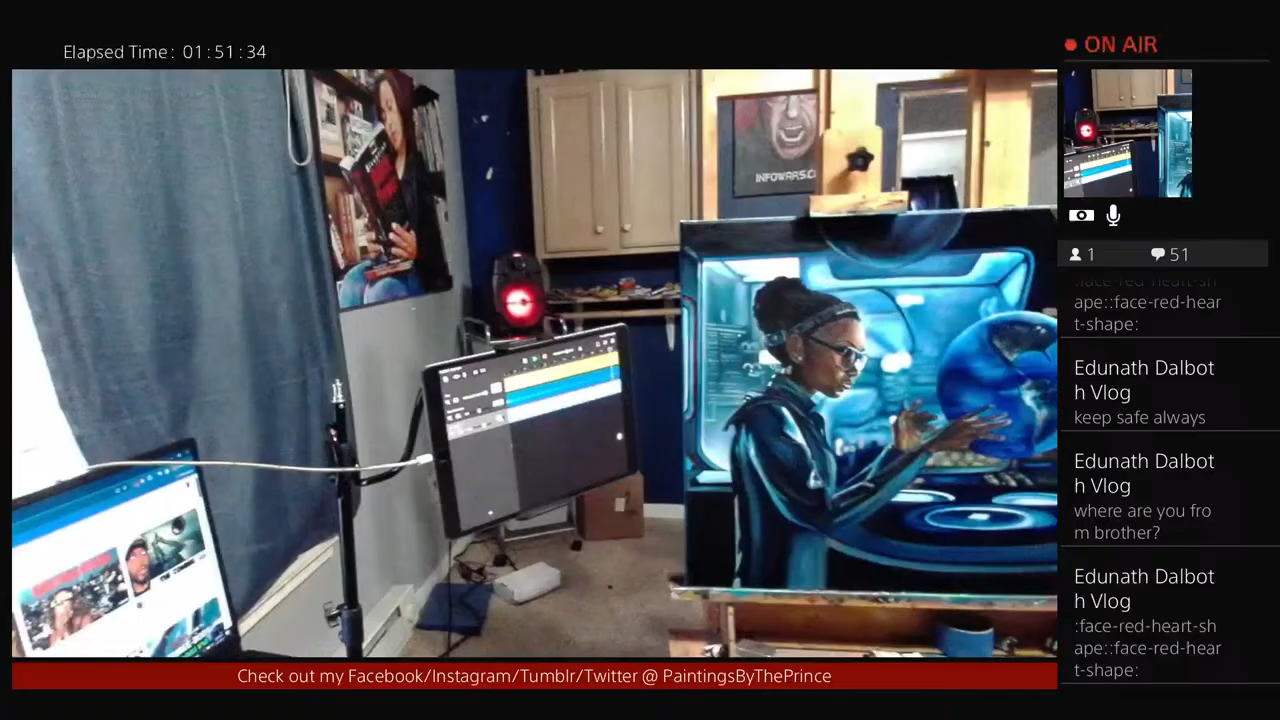 Elapsed Time: 01:51:34
ON AIR
INFOWARS.C
1
51
:face-red-heart-sh
ape::face-red-hear
t-shape:
Edunath Dalbot
h Vlog
keep safe always
Edunath Dalbot
h Vlog
where are you fro
m brother?
Edunath Dalbot
h Vlog
:face-red-heart-sh
ape::face-red-hear
t-shape:
Check out my Facebook/Instagram/Tumblr/Twitter @ PaintingsByThePrince